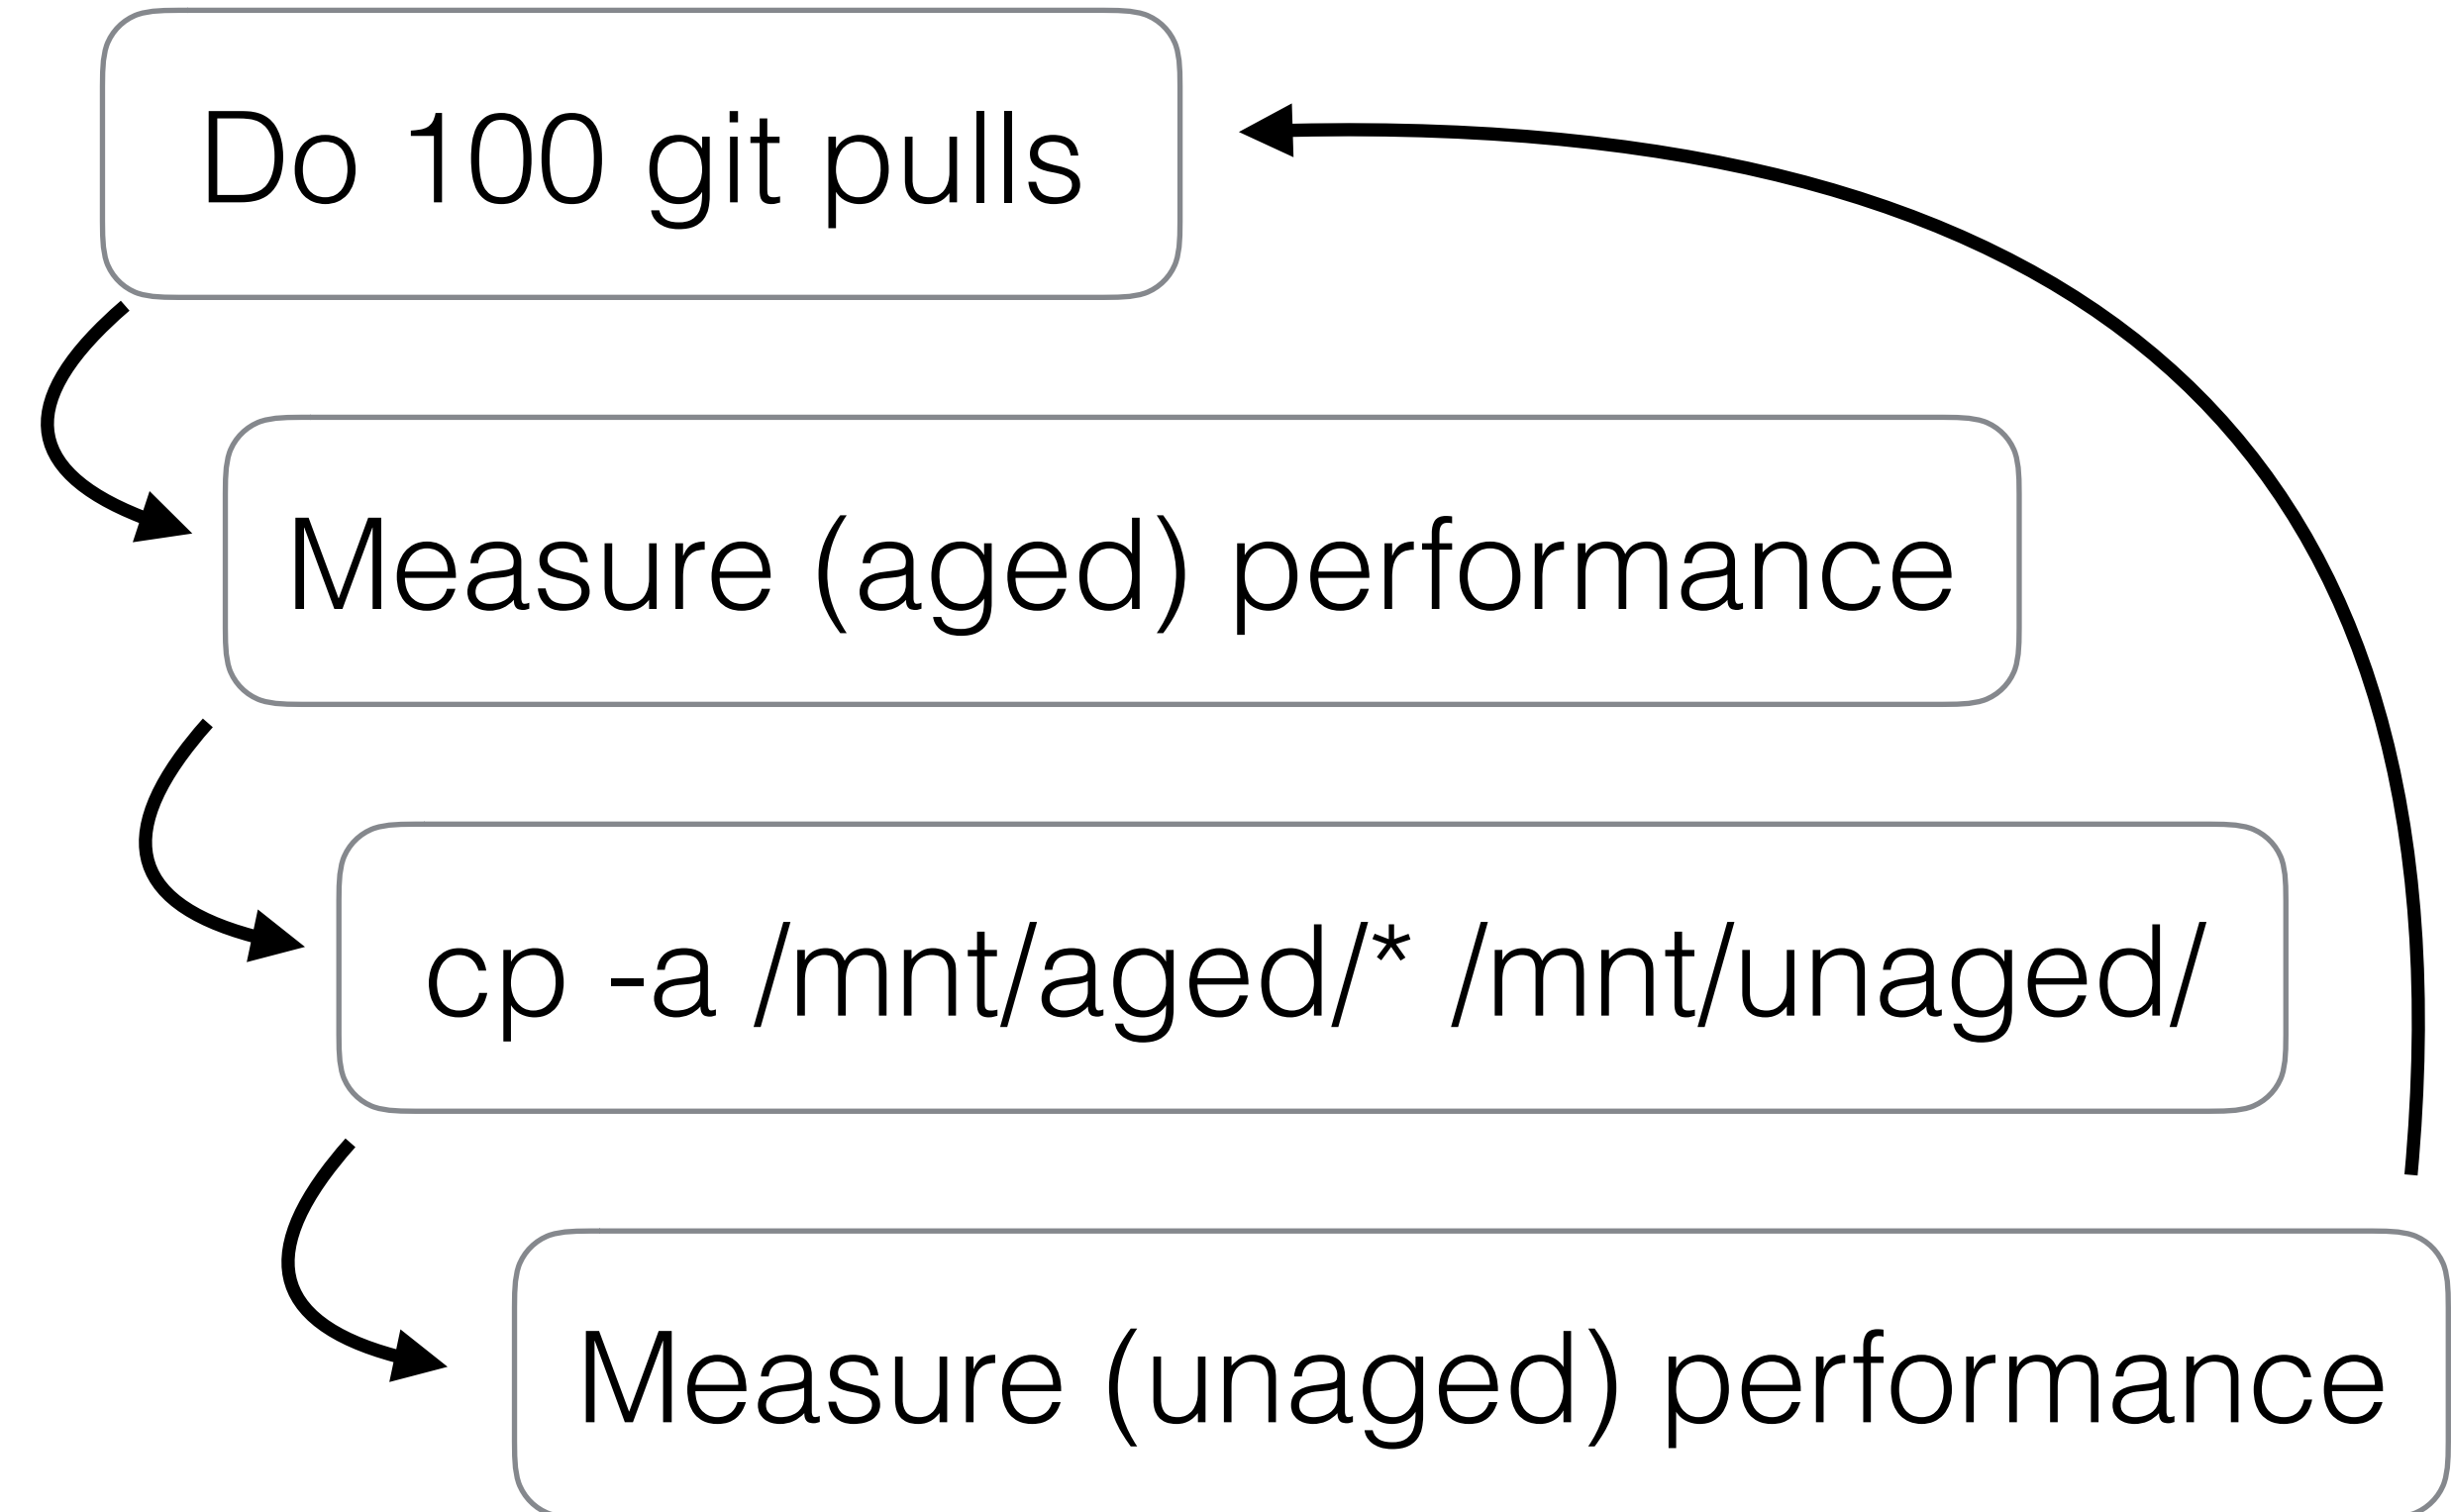 Do 100 git pulls
Measure (aged) performance
cp -a /mnt/aged/* /mnt/unaged/
Measure (unaged) performance